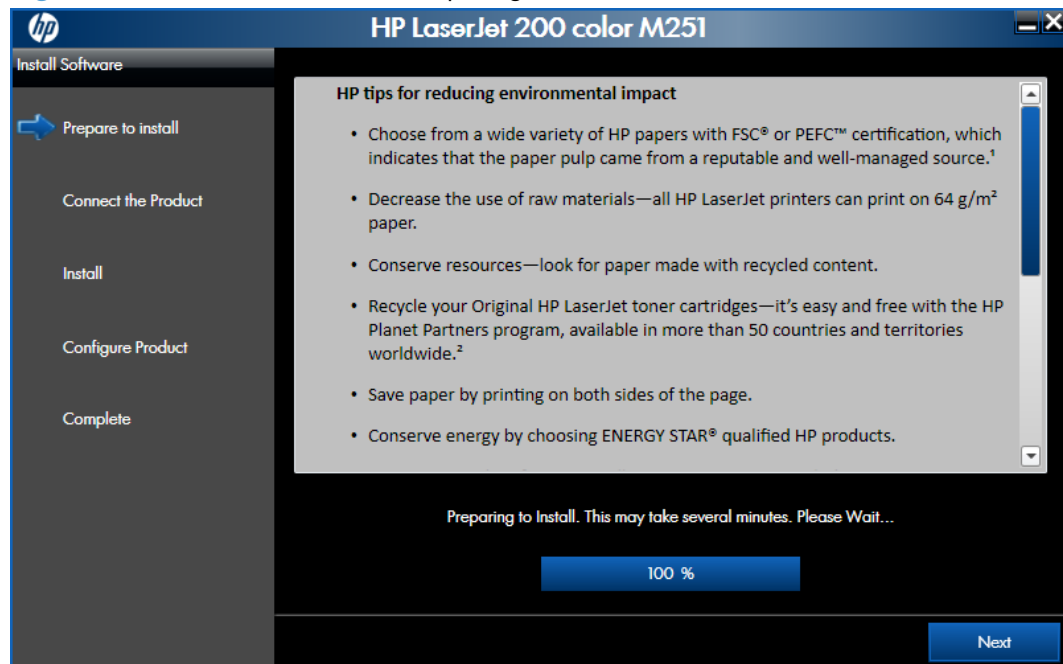 hp
HP LaserJet 200 color M251
Install Software
Prepare to install
Connect the Product
Install
Configure Product
Complete
HP tips for reducing environmental impact
• Choose from a wide variety of HP papers with FSC® or PEFC™ certification, which
indicates that the paper pulp came from a reputable and well-managed source.¹
• Decrease the use of raw materials—all HP LaserJet printers can print on 64 g/m²
paper.
• Conserve resources—look for paper made with recycled content.
• Recycle your Original HP LaserJet toner cartridges—it's easy and free with the HP
Planet Partners program, available in more than 50 countries and territories
worldwide.²
• Save paper by printing on both sides of the page.
• Conserve energy by choosing ENERGY STAR® qualified HP products.
Preparing to Install. This may take several minutes. Please Wait...
100 %
Next